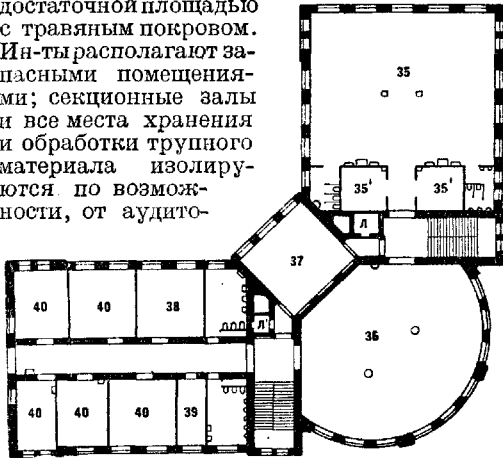 достаточной площадью
с травяным покровом.
Ин-ты располагают за-
пасными помещения-
ми; секционные залы
и все места хранения
и обработки трупного
материала изолиру-
ются по возмож-
ности, от аудито-
35
35'
35'
Л
37
40
40
38
Л'
36
40
40
40
39